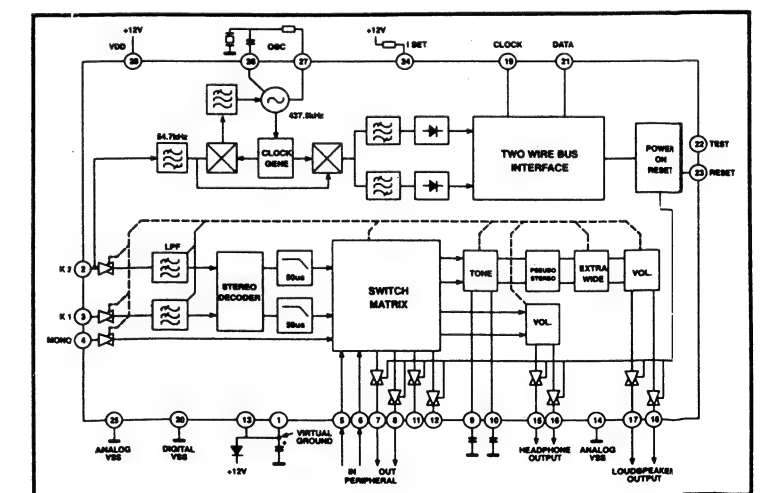 +12V
VDD
OSC
+12V
I SET
CLOCK
DATA
28
26
27
24
19
21
437.5kHz
54.7kHz
CLOCK
GENE
TWO WIRE BUS
INTERFACE
POWER
ON
RESET
22
TEST
23
RESET
LPF
K 2
2
STEREO
DECODER
50us
50us
SWITCH
MATRIX
TONE
PSEUDO
STEREO
EXTRA
WIDE
VOL.
VOL.
K 1
3
MONO
4
25
30
13
1
5
6
7
8
11
12
9
10
15
16
14
17
18
ANALOG
VSS
DIGITAL
VSS
+12V
VIRTUAL
GROUND
IN
OUT
PERIPHERAL
HEADPHONE
OUTPUT
ANALOG
VSS
LOUDSPEAKER
OUTPUT